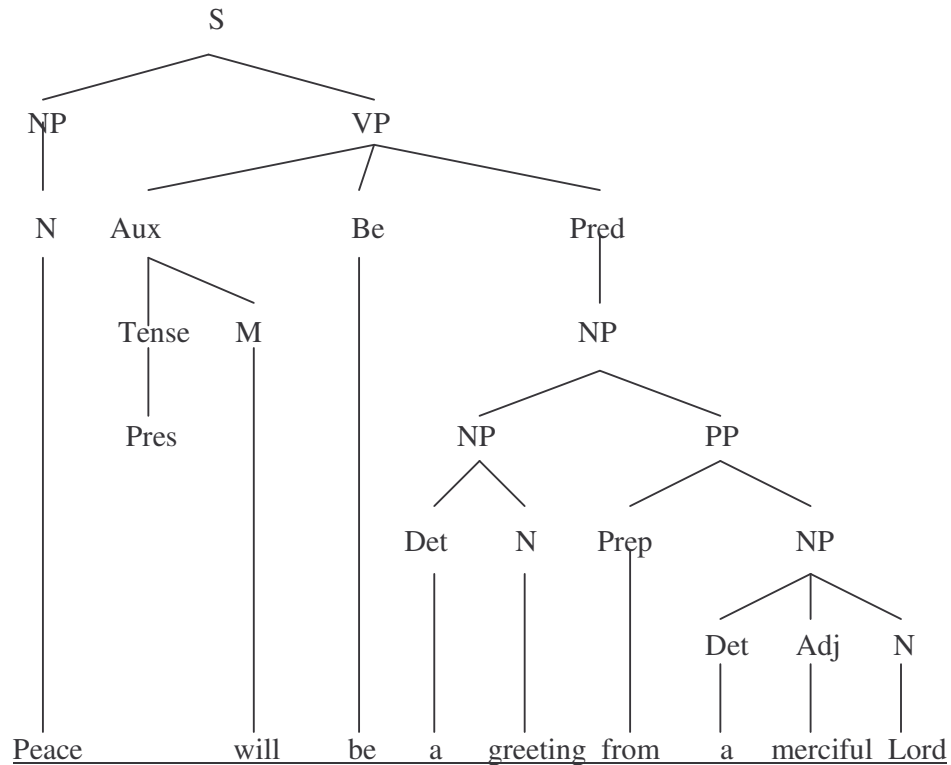 S
NP VP
N Aux Be Pred
Tense M NP
Pres NP PP
Det N Prep NP
Det Adj N
Peace will be a greeting from a merciful Lord